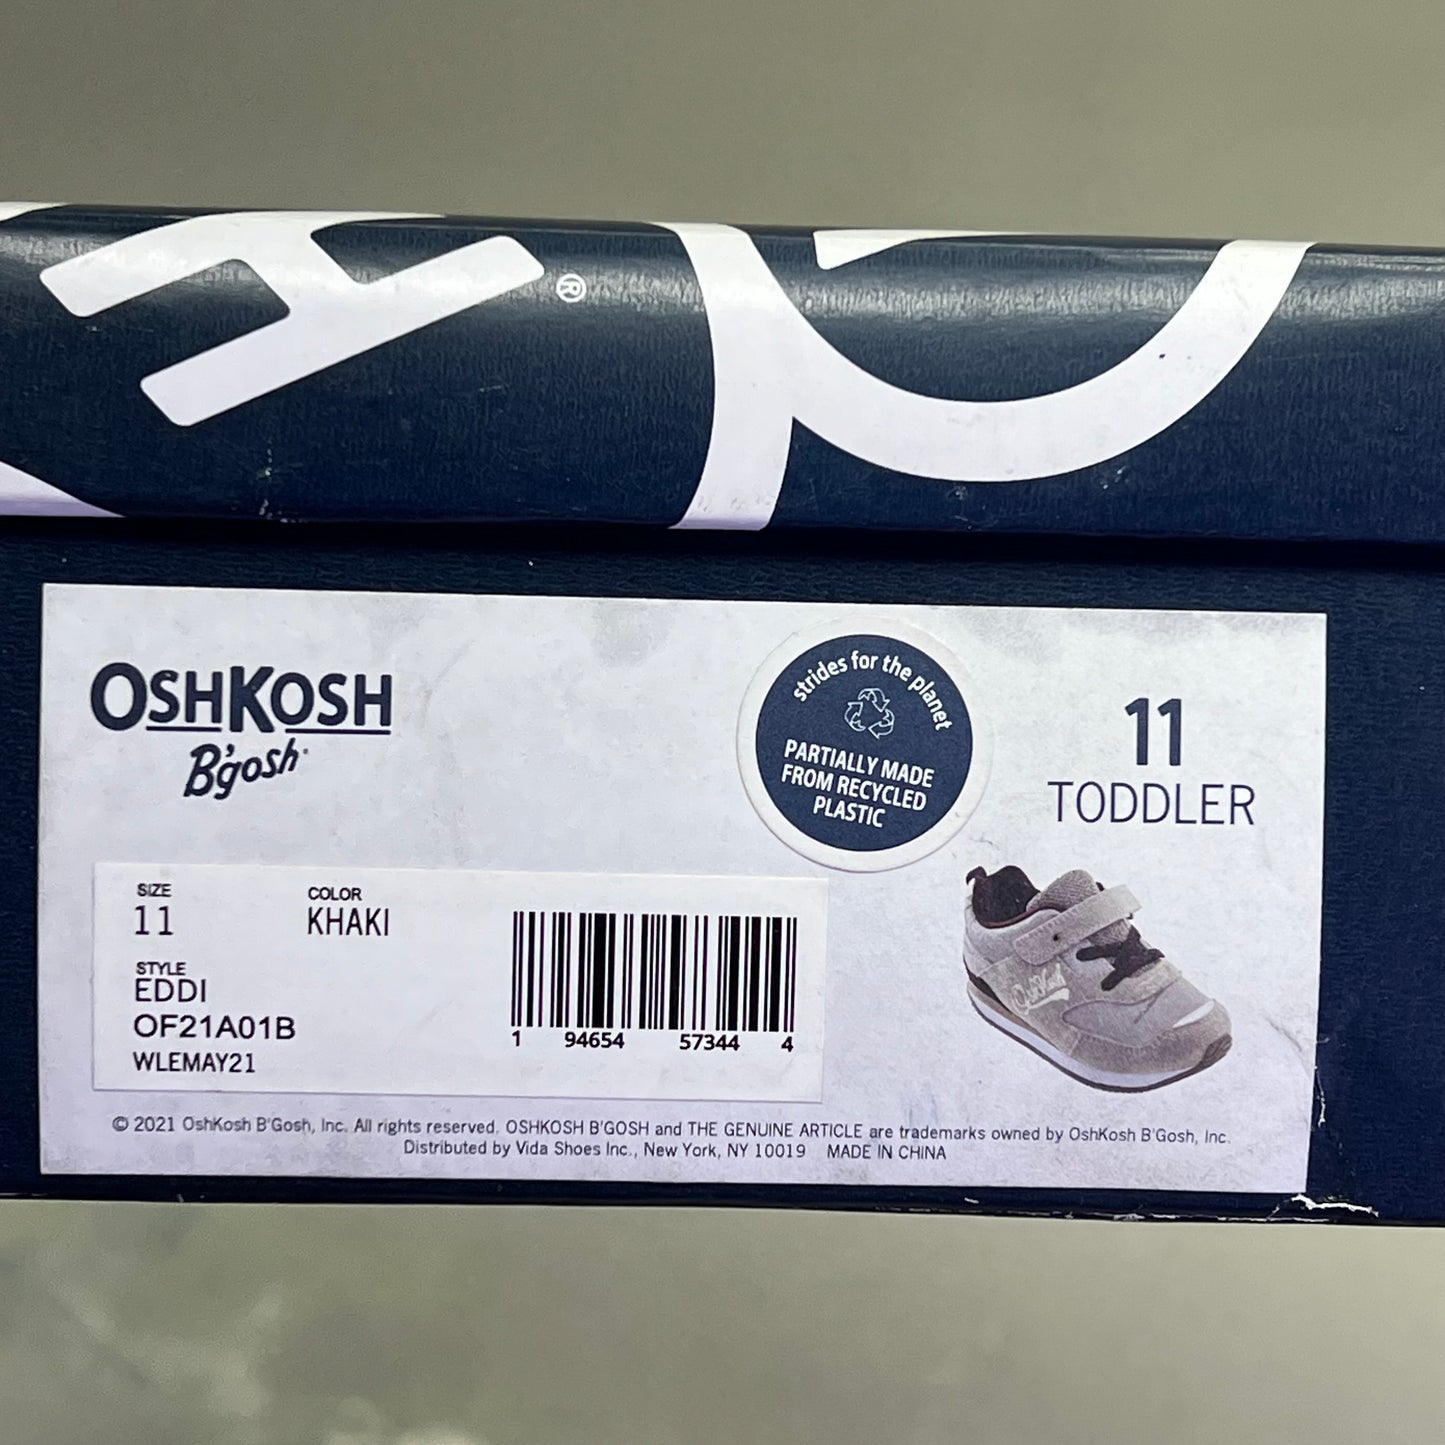 ®
OSHKOSH
B'gosh
strides for the planet
PARTIALLY MADE
FROM RECYCLED
PLASTIC
11
TODDLER
SIZE
11
COLOR
KHAKI
STYLE
EDDI
OF21A01B
WLEMAY21
1 94654 57344 4
OshKosh
© 2021 OshKosh B'Gosh, Inc. All rights reserved. OSHKOSH B'GOSH and THE GENUINE ARTICLE are trademarks owned by OshKosh B'Gosh, Inc.
Distributed by Vida Shoes Inc., New York, NY 10019 MADE IN CHINA